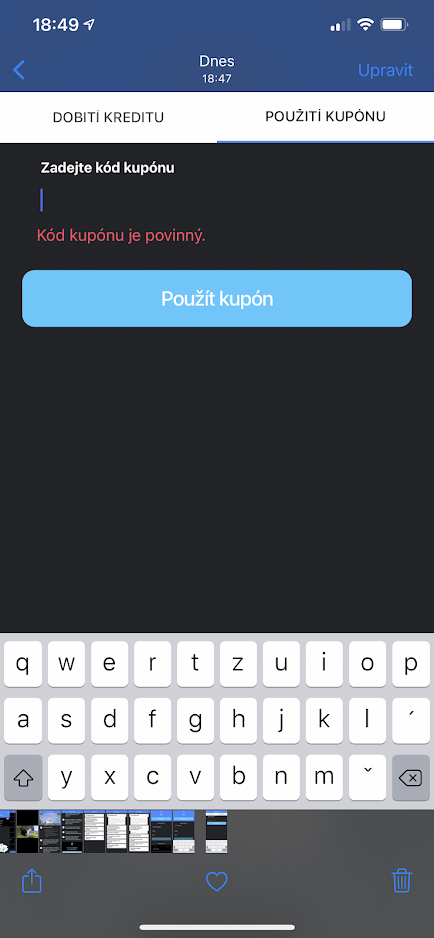 18:49
Dnes
18:47
Upravit
DOBITÍ KREDITU
POUŽITÍ KUPÓNU
Zadejte kód kupónu
Kód kupónu je povinný.
Použít kupón
q w e r t z u i o p
a s d f g h j k l ´
y x c v b n m ˇ